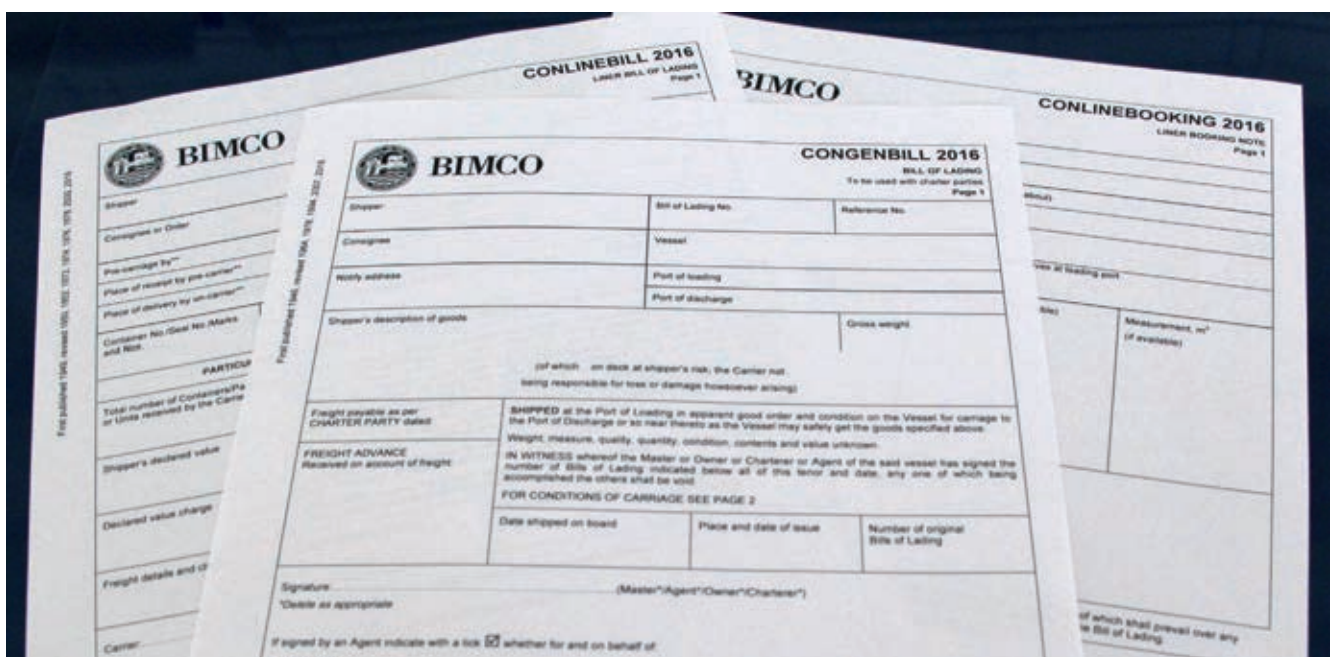 CONLINEBILL 2016
LINER BILL OF LADING
Page 1
BIMCO
Shipper
Consignee or Order
Pre-carriage by**
Place of receipt by pre-carrier**
Place of delivery by on-carrier**
Container No./Seal No./Marks
and Nos.
Total number of Containers/Pa
or Units received by the Carrie
Shipper's declared value
Declared value charge
Freight details and c
Carrier
BIMCO
CONGENBILL 2016
BILL OF LADING
To be used with charter parties
Page 1
Shipper
Bill of Lading No.
Reference No.
Consignee
Vessel
Notify address
Port of loading
Port of discharge
Shipper's description of goods
Gross weight
(of which on deck at shipper's risk; the Carrier not
being responsible for loss or damage howsoever arising)
Freight payable as per
CHARTER PARTY dated
FREIGHT ADVANCE
Received on account of freight
SHIPPED at the Port of Loading in apparent good order and condition on the Vessel for carriage to
the Port of Discharge or so near thereto as the Vessel may safely get the goods specified above.
Weight, measure, quality, quantity, condition, contents and value unknown.
IN WITNESS whereof the Master or Owner or Charterer or Agent of the said vessel has signed the
number of Bills of Lading indicated below all of this tenor and date, any one of which being
accomplished the others shall be void.
FOR CONDITIONS OF CARRIAGE SEE PAGE 2
Date shipped on board
Place and date of issue
Number of original
Bills of Lading
Signature
(Master*/Agent*/Owner*/Charterer*)
*Delete as appropriate
If signed by an Agent indicate with a tick ☑ whether for and on behalf of:
BIMCO
CONLINEBOOKING 2016
LINER BOOKING NOTE
Page 1
about)
at loading port
Measurement, m³
(if available)
of which shall prevail over any
Bill of Lading.